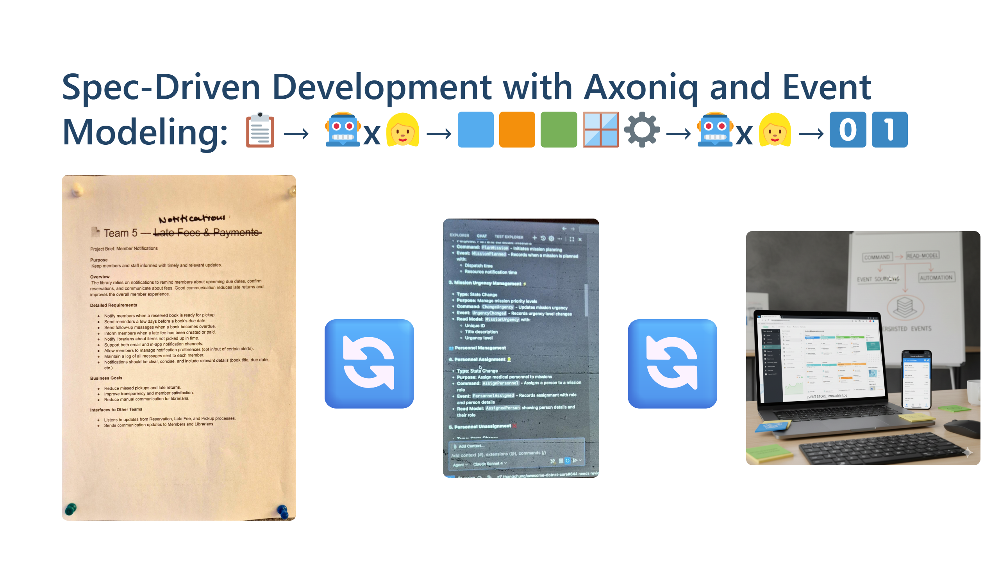 Spec-Driven Development with Axoniq and Event
Modeling: 📋 → 🤖 x 👱‍♀️ → 🟦 🟧 🟩 🪟 ⚙️ → 🤖 x 👱‍♀️ → 0 1
Notifications
Team 5 — Late Fees & Payments
Project Brief: Member Notifications
Purpose
Keep members and staff informed with timely and relevant updates.
Overview
The library relies on notifications to remind members about upcoming due dates, confirm
reservations, and communicate about fees. Good communication reduces late returns and
improves the overall member experience.
Detailed Requirements
• Notify members when a reserved book is ready for pickup.
• Send reminders a few days before a book's due date.
• Send follow-up messages when a book becomes overdue.
• Inform members when a late fee has been created or paid.
• Notify librarians about items not picked up in time.
• Support both email and in-app notification channels.
• Allow members to manage notification preferences (opt in/out of certain alerts).
• Maintain a log of all messages sent to each member.
• Notifications should be clear, concise, and include relevant details (book title, due date,
etc.).
Business Goals
• Reduce missed pickups and late returns.
• Improve transparency and member satisfaction.
• Reduce manual communication for librarians.
Interfaces to Other Teams
• Listens to updates from Reservation, Late Fee, and Pickup processes.
• Sends communication updates to Members and Librarians.
EXPLORER CHAT TEST EXPLORER
• Purpose: Plan and schedule missions
• Command: PlanMission - Initiates mission planning
• Event: MissionPlanned - Records when a mission is planned
with:
○ Dispatch time
○ Resource notification time
3. Mission Urgency Management ⚡
• Type: State Change
• Purpose: Manage mission priority levels
• Command: ChangeUrgency - Updates mission urgency
• Event: UrgencyChanged - Records urgency level changes
• Read Model: MissionUrgency with:
○ Unique ID
○ Title description
○ Urgency level
👥 Personnel Management
4. Personnel Assignment
• Type: State Change
• Purpose: Assign medical personnel to missions
• Command: AssignPersonnel - Assigns a person to a mission
role
• Event: PersonnelAssigned - Records assignment with role
and person details
• Read Model: AssignedPerson showing person details and
their role
5. Personnel Unassignment
• Type: State Change
Add Context...
Add context (#), extensions (@), commands (/)
Agent Claude Sonnet 4
thangchung/awesome-dotnet-core#644 needs revie
COMMAND → READ-MODEL
EVENT
AUTOMATION
ERSISTED EVENTS
EVENT STORE: Immuable Log